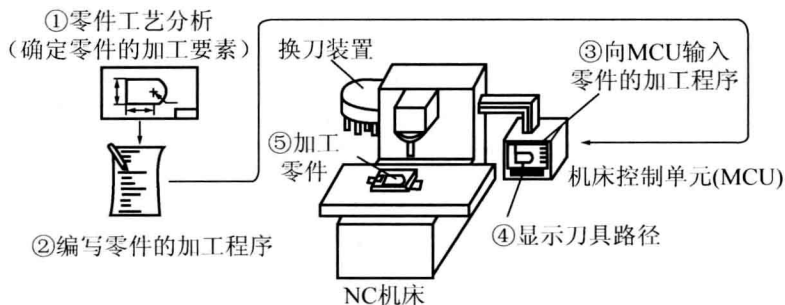 ①零件工艺分析
（确定零件的加工要素）
换刀装置
③向MCU输入
零件的加工程序
⑤加工
零件
机床控制单元(MCU)
②编写零件的加工程序
④显示刀具路径
NC机床